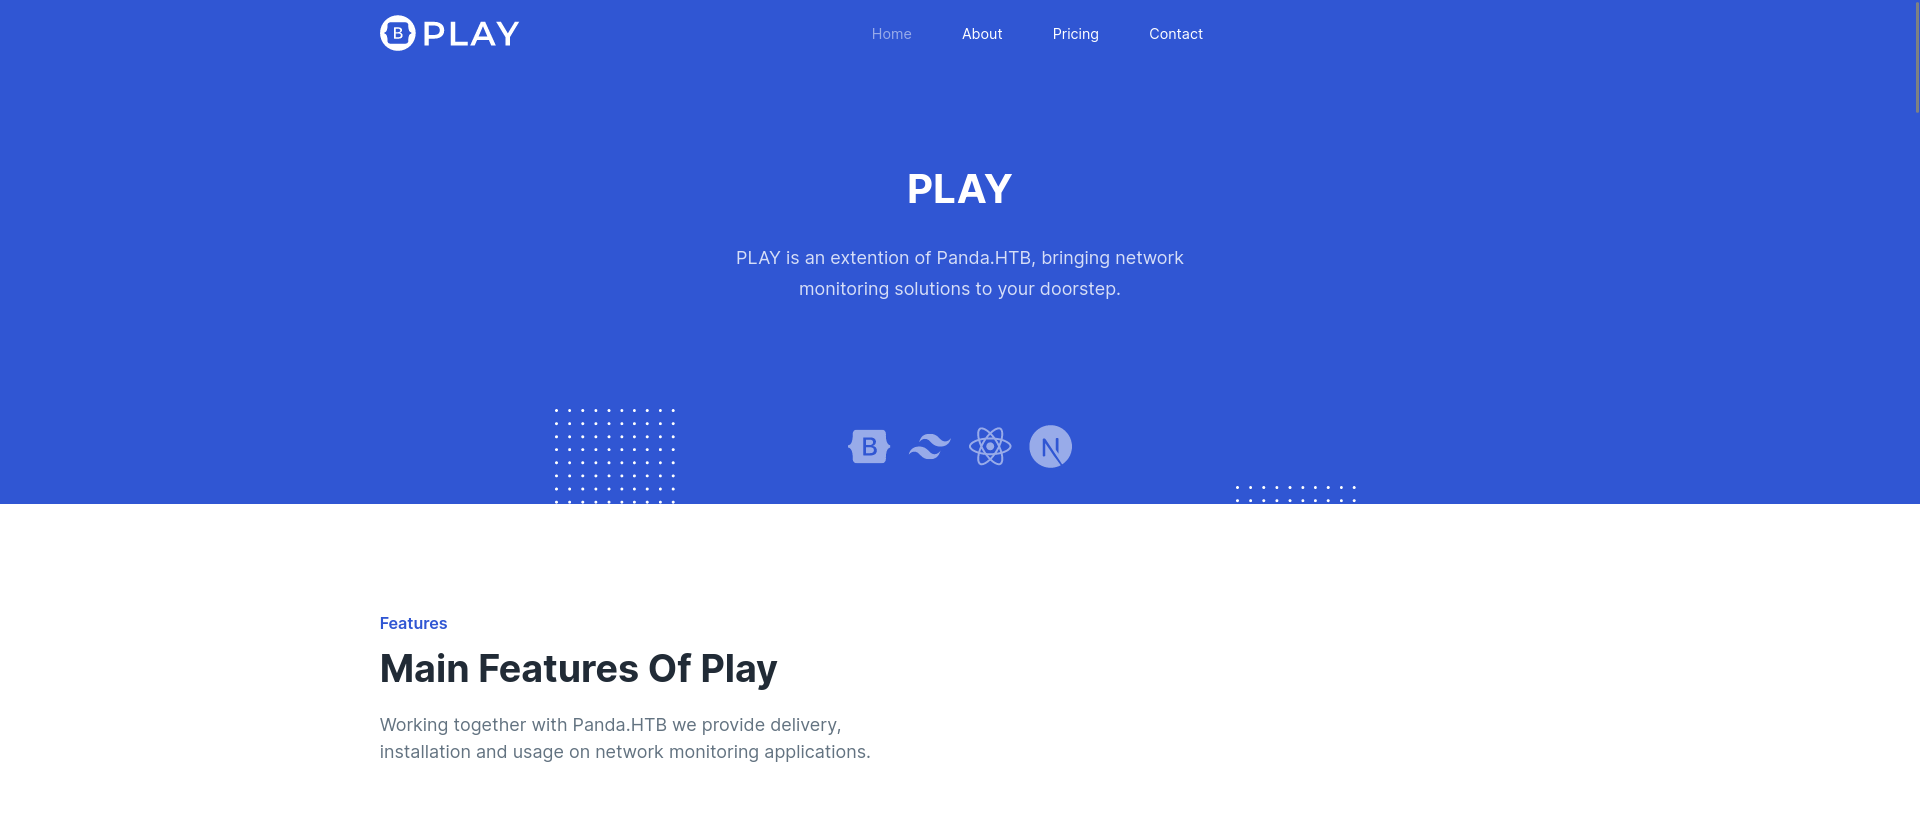 B PLAY
Home About Pricing Contact
PLAY
PLAY is an extention of Panda.HTB, bringing network
monitoring solutions to your doorstep.
B N
Features
Main Features Of Play
Working together with Panda.HTB we provide delivery,
installation and usage on network monitoring applications.